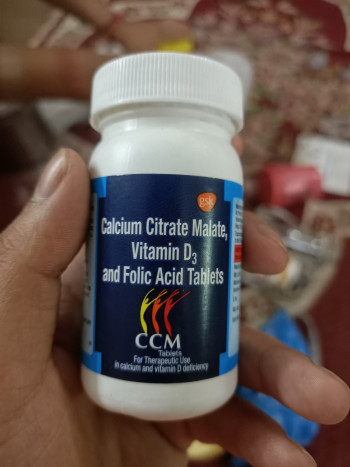 gsk
Calcium Citrate Malate,
Vitamin D3
and Folic Acid Tablets
CCM
Tablets
For Therapeutic Use
in calcium and vitamin D deficiency